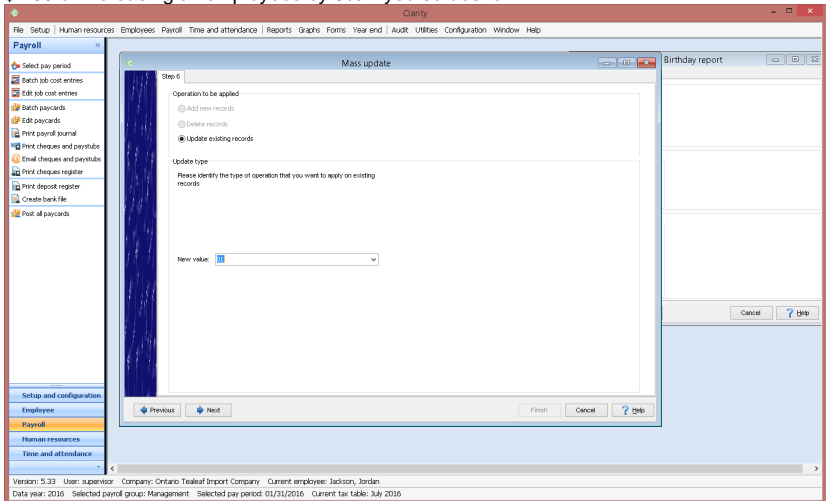 Clarity
File Setup Human resources Employees Payroll Time and attendance Reports Graphs Forms Year end Audit Utilities Configuration Window Help
Payroll «
Select pay period
Batch job cost entries
Edit job cost entries
Batch paycards
Edit paycards
Print payroll journal
Print cheques and paystubs
Email cheques and paystubs
Print cheques register
Print deposit register
Create bank file
Post all paycards
Setup and configuration
Employee
Payroll
Human resources
Time and attendance
Mass update
Step 6
Operation to be applied
Add new records
Delete records
Update existing records
Update type
Please identify the type of operation that you want to apply on existing
records
New value:
Previous Next Finish Cancel ? Help
Birthday report
Cancel ? Help
Version: 5.33 User: supervisor Company: Ontario Tealeaf Import Company Current employee: Jackson, Jordan
Data year: 2016 Selected payroll group: Management Selected pay period: 01/31/2016 Current tax table: July 2016